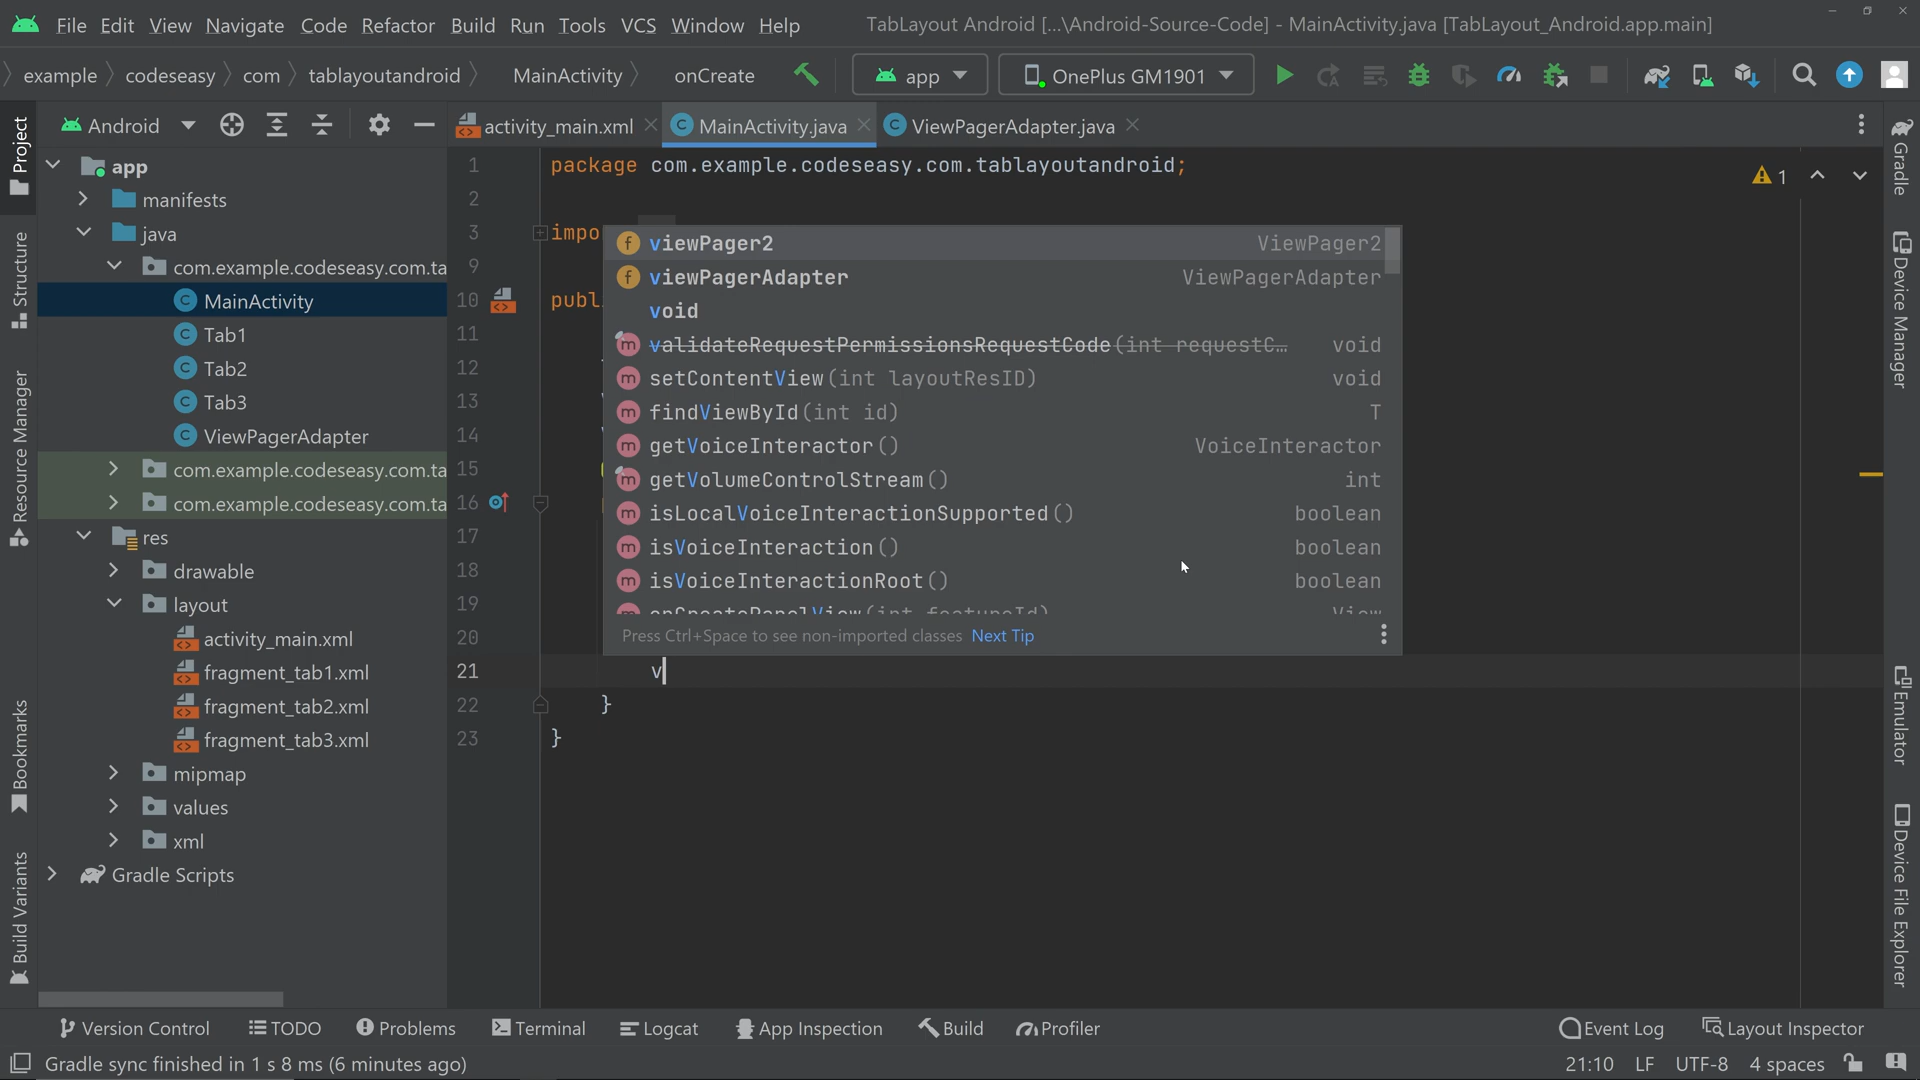 File Edit View Navigate Code Refactor Build Run Tools VCS Window Help TabLayout Android [...\Android-Source-Code] - MainActivity.java [TabLayout_Android.app.main]
example codeseasy com tablayoutandroid MainActivity onCreate app OnePlus GM1901
Android activity_main.xml MainActivity.java ViewPagerAdapter.java
Project
Structure
Resource Manager
Bookmarks
Build Variants
app
manifests
java
com.example.codeseasy.com.ta
MainActivity
Tab1
Tab2
Tab3
ViewPagerAdapter
com.example.codeseasy.com.ta
com.example.codeseasy.com.ta
res
drawable
layout
activity_main.xml
fragment_tab1.xml
fragment_tab2.xml
fragment_tab3.xml
mipmap
values
xml
Gradle Scripts
1 package com.example.codeseasy.com.tablayoutandroid;
1
2
3 impo
9
10 publ
11
12
13
14
15
16
17
18
19
20
21 v
22 }
23 }
viewPager2 ViewPager2
viewPagerAdapter ViewPagerAdapter
void
validateRequestPermissionsRequestCode(int requestC… void
setContentView(int layoutResID) void
findViewById(int id) T
getVoiceInteractor() VoiceInteractor
getVolumeControlStream() int
isLocalVoiceInteractionSupported() boolean
isVoiceInteraction() boolean
isVoiceInteractionRoot() boolean
onCreatePanelView(int featureId) View
Press Ctrl+Space to see non-imported classes Next Tip
Gradle
Device Manager
Emulator
Device File Explorer
Version Control TODO Problems Terminal Logcat App Inspection Build Profiler Event Log Layout Inspector
Gradle sync finished in 1 s 8 ms (6 minutes ago) 21:10 LF UTF-8 4 spaces